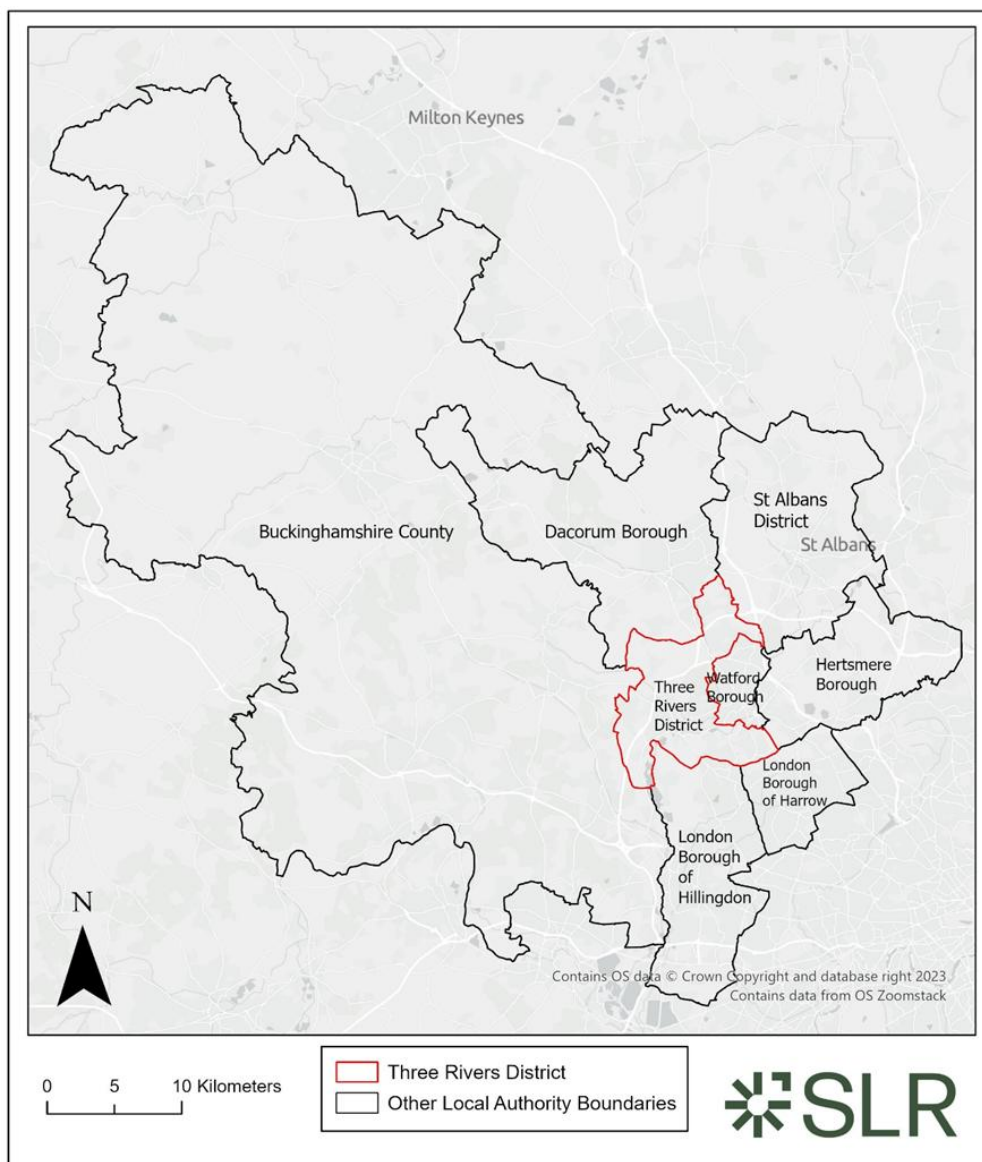 Milton Keynes
St Albans
District
St Albans
Buckinghamshire County
Dacorum Borough
Hertsmere
Borough
Watford
Borough
Three
Rivers
District
London
Borough
of Harrow
London
Borough
of
Hillingdon
N
Contains OS data © Crown Copyright and database right 2023
Contains data from OS Zoomstack
0 5 10 Kilometers
Three Rivers District
Other Local Authority Boundaries
SLR